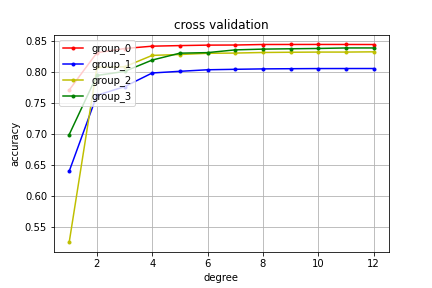 cross validation
group_0
group_1
group_2
group_3
0.85
0.80
0.75
0.70
0.65
0.60
0.55
accuracy
2 4 6 8 10 12
degree